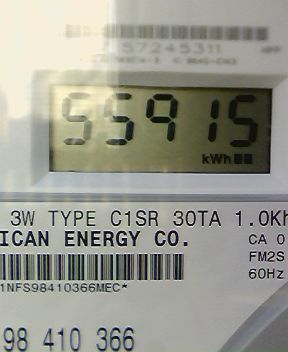 57245311
55915
kWh
3W TYPE C1SR 30TA 1.0Kh
ICAN ENERGY CO.
CA 0
FM2S
60Hz
1NFS98410366MEC*
98 410 366